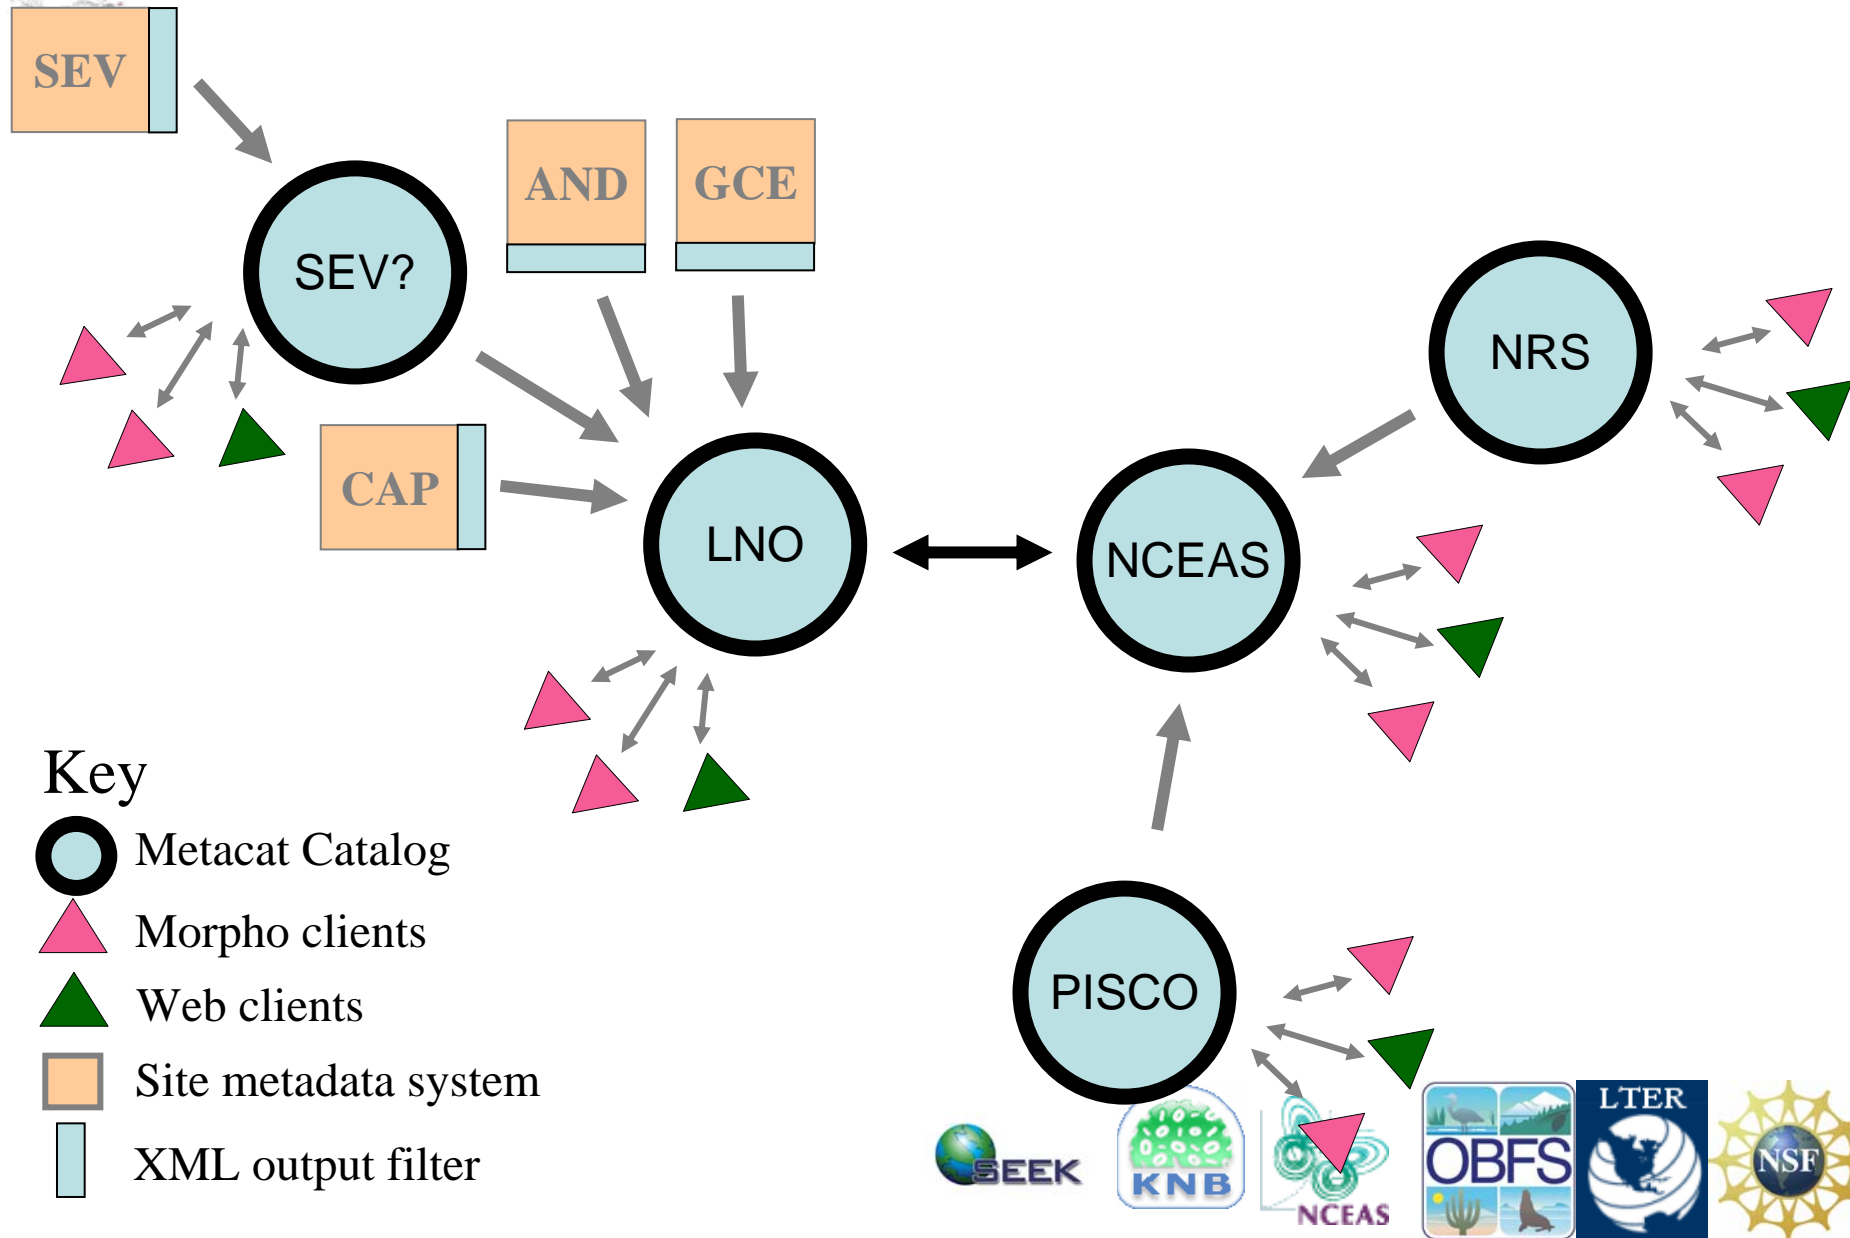 SEV
AND
GCE
SEV?
NRS
CAP
LNO
NCEAS
Key
Metacat Catalog
Morpho clients
Web clients
Site metadata system
XML output filter
PISCO
SEEK
KNB
NCEAS
OBFS
LTER
NSF